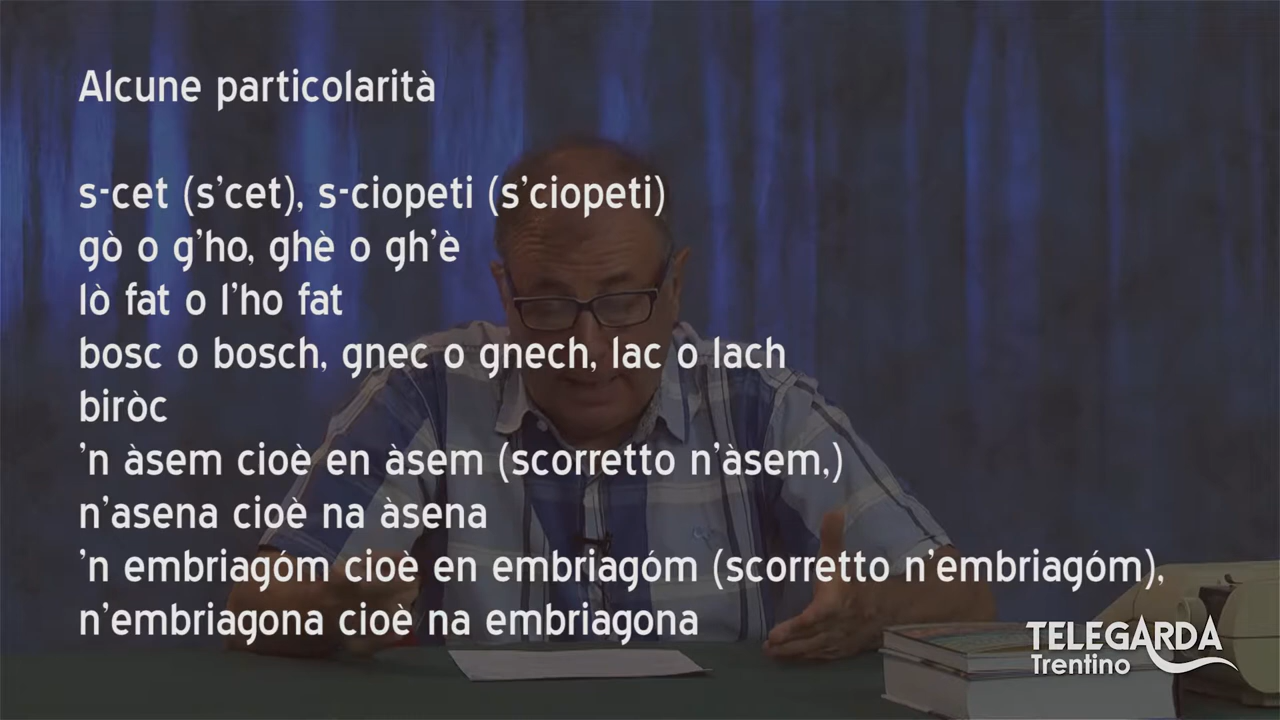 Alcune particolarità
s-cet (s'cet), s-ciopeti (s'ciopeti)
gò o g'ho, ghè o gh'è
lò fat o l'ho fat
bosc o bosch, gnec o gnech, lac o lach
biròc
'n àsem cioè en àsem (scorretto n'àsem,)
n'asena cioè na àsena
'n embriagóm cioè en embriagóm (scorretto n'embriagóm),
n'embriagona cioè na embriagona
TELEGARDA
Trentino